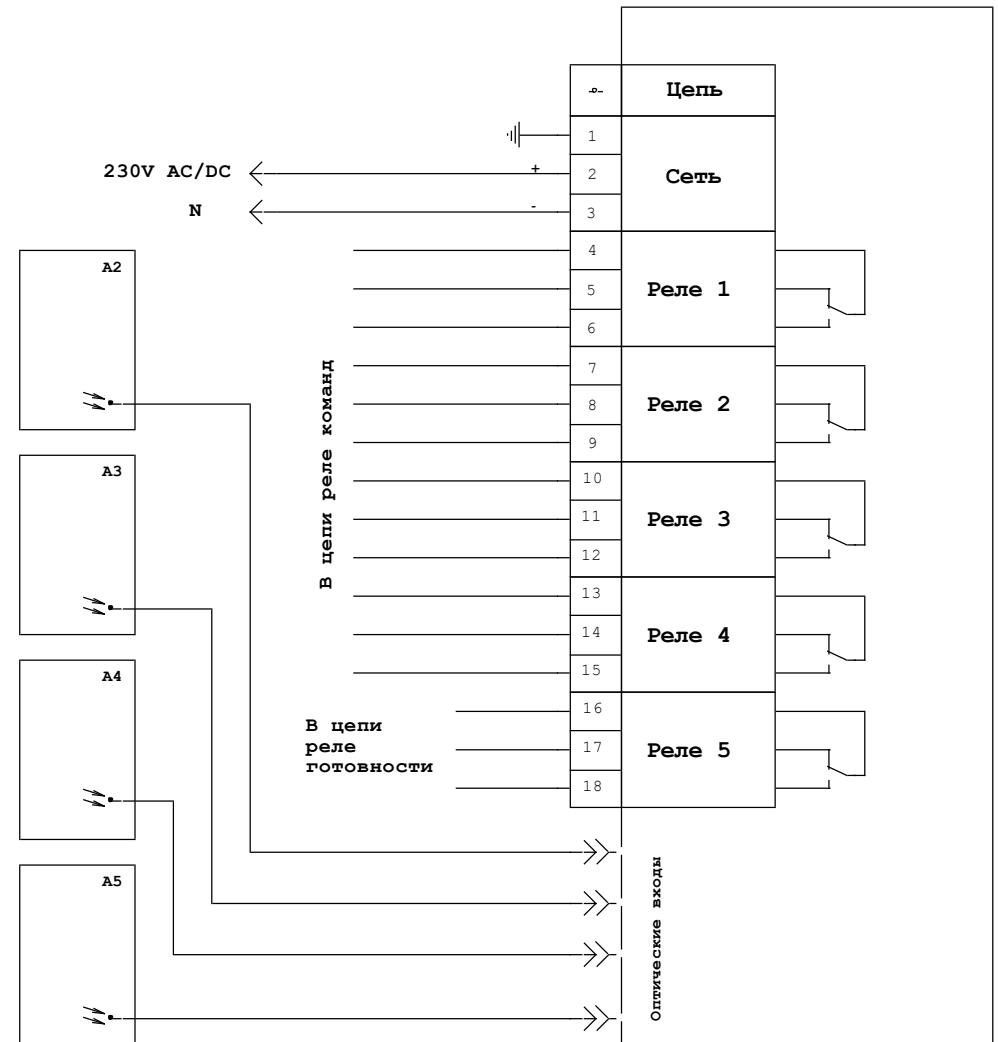 Цепь
1
230V AC/DC + 2 Сеть
N - 3
A2
4
5 Реле 1
6
В цепи реле команд
7
8 Реле 2
9
A3
10
11 Реле 3
12
13
14 Реле 4
15
A4
16
17 Реле 5
18
В цепи
реле
готовности
A5
Оптические входы